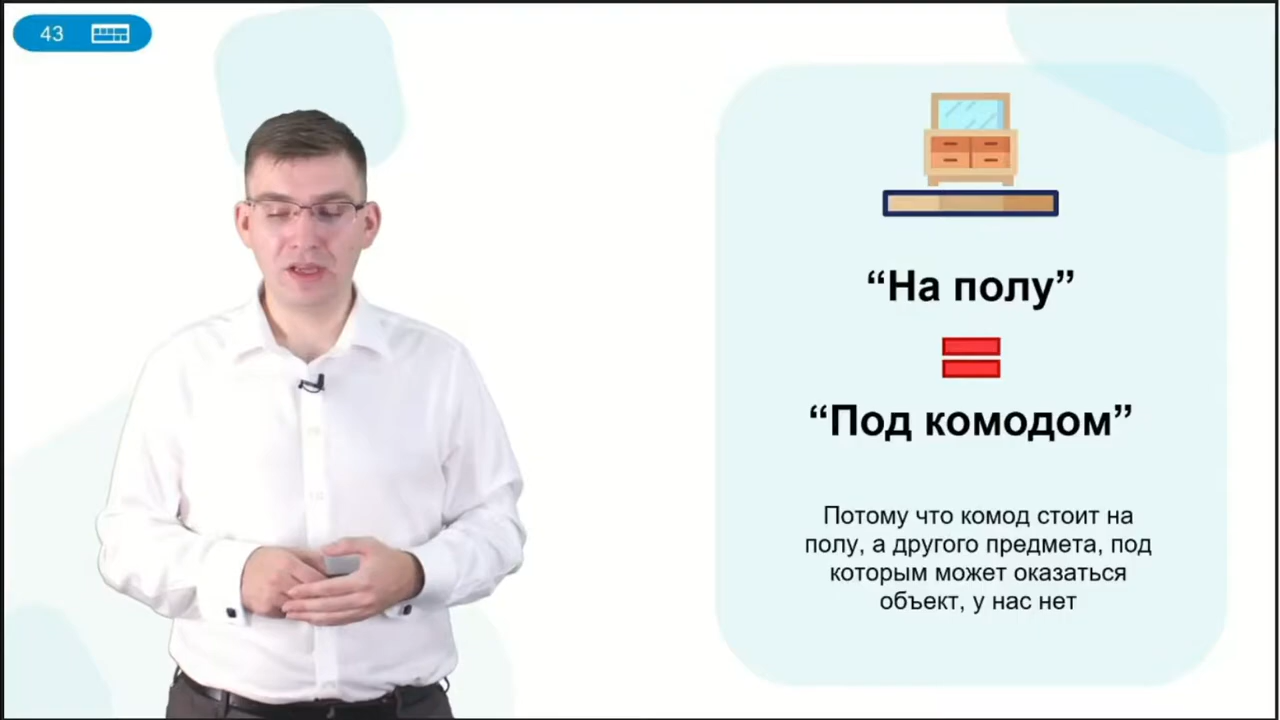 43
“На полу”
“Под комодом”
Потому что комод стоит на
полу, а другого предмета, под
которым может оказаться
объект, у нас нет